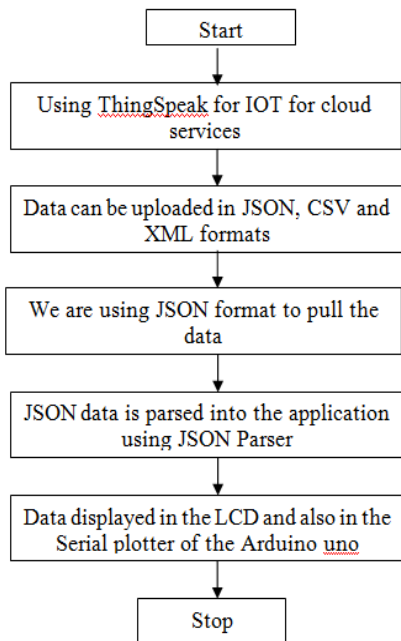 Start
Using ThingSpeak for IOT for cloud
services
Data can be uploaded in JSON, CSV and
XML formats
We are using JSON format to pull the
data
JSON data is parsed into the application
using JSON Parser
Data displayed in the LCD and also in the
Serial plotter of the Arduino uno
Stop